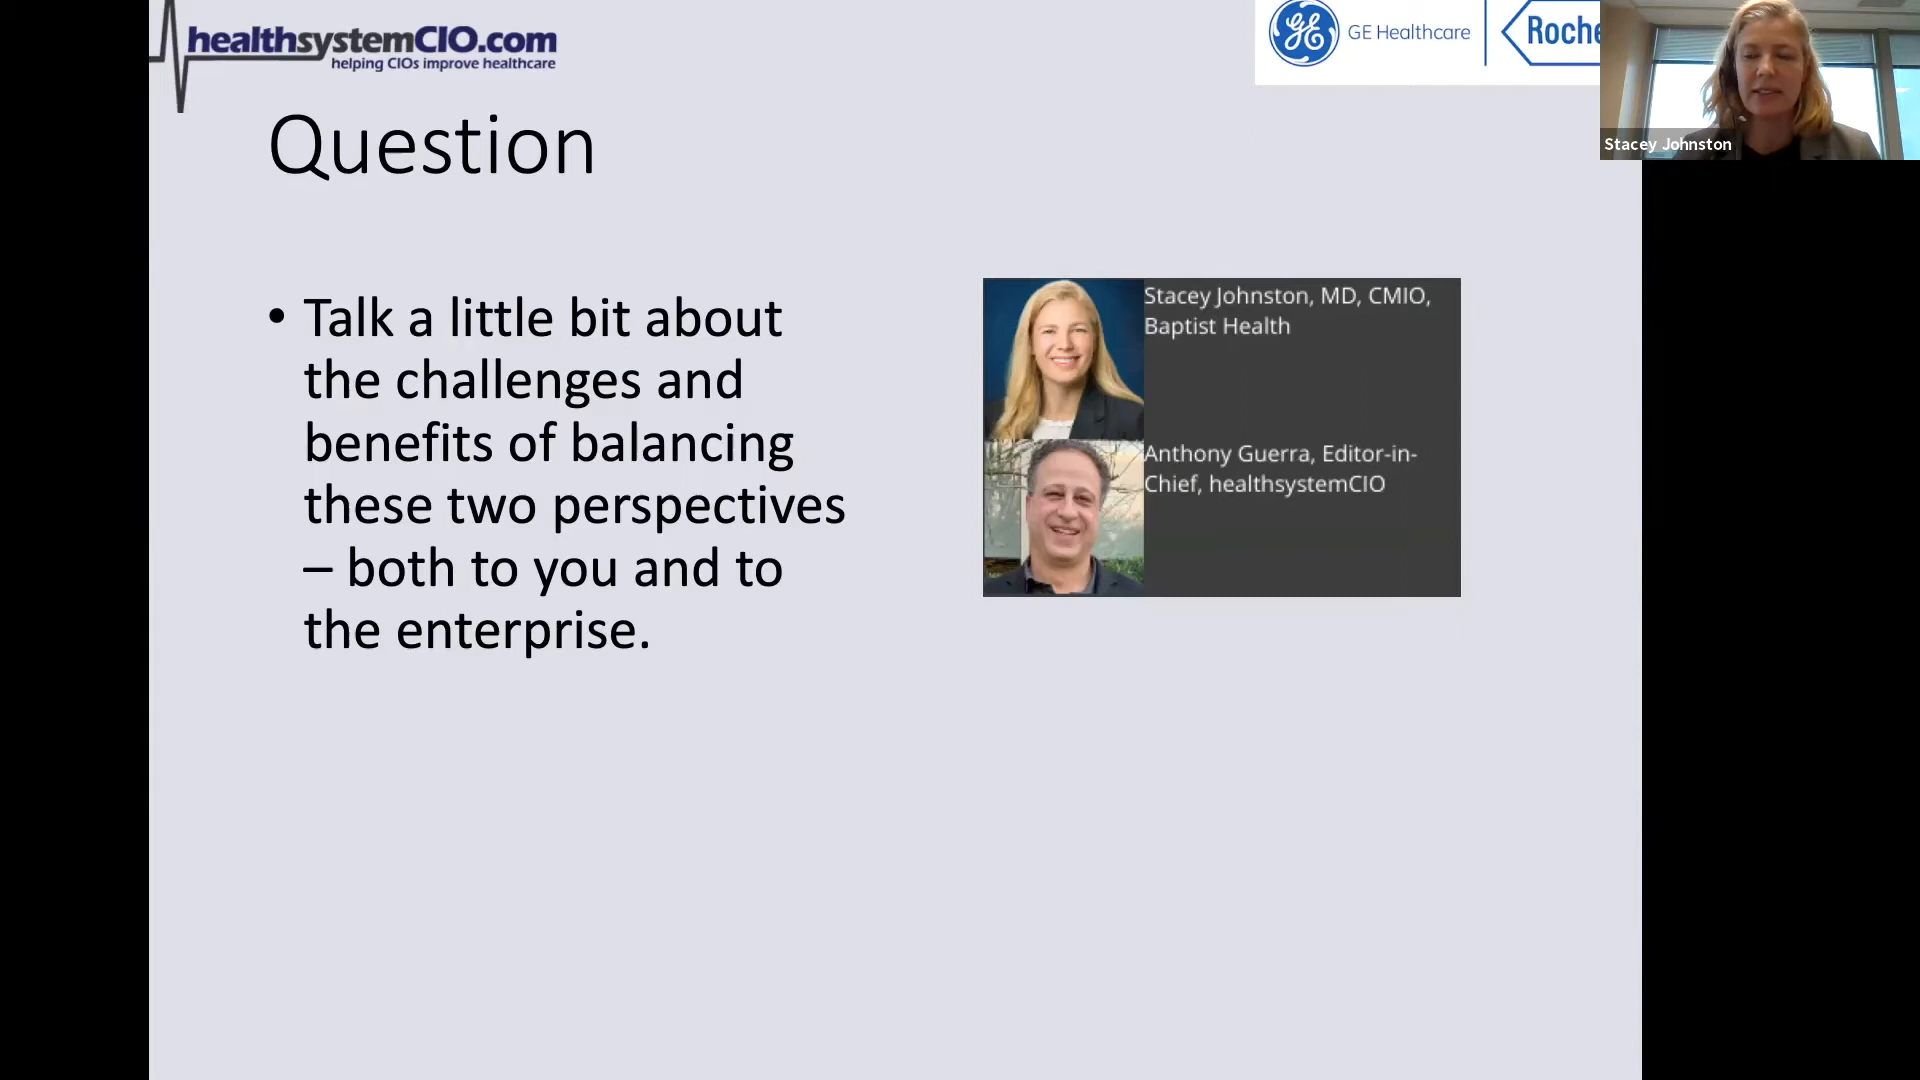 healthsystemCIO.com
helping CIOs improve healthcare
GE Healthcare
Roche
Stacey Johnston
Question
• Talk a little bit about
the challenges and
benefits of balancing
these two perspectives
– both to you and to
the enterprise.
Stacey Johnston, MD, CMIO,
Baptist Health
Anthony Guerra, Editor-in-
Chief, healthsystemCIO